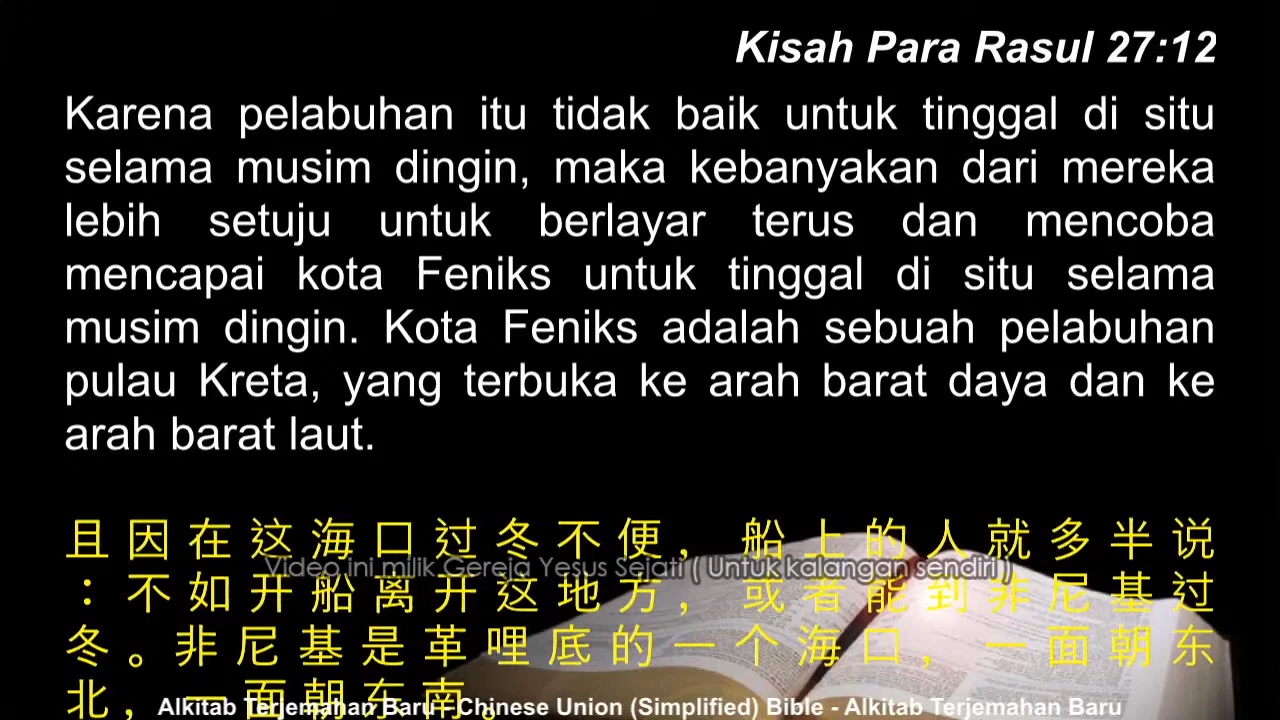 Kisah Para Rasul 27:12
Karena pelabuhan itu tidak baik untuk tinggal di situ
selama musim dingin, maka kebanyakan dari mereka
lebih setuju untuk berlayar terus dan mencoba
mencapai kota Feniks untuk tinggal di situ selama
musim dingin. Kota Feniks adalah sebuah pelabuhan
pulau Kreta, yang terbuka ke arah barat daya dan ke
arah barat laut.
且因在这海口过冬不便，船上的人就多半说
Video ini milik Gereja Yesus Sejati ( Untuk kalangan sendiri )
：不如开船离开这地方，或者能到非尼基过
冬。非尼基是革哩底的一个海口，一面朝东
北，一面朝东南。
Alkitab Terjemahan Baru - Chinese Union (Simplified) Bible - Alkitab Terjemahan Baru